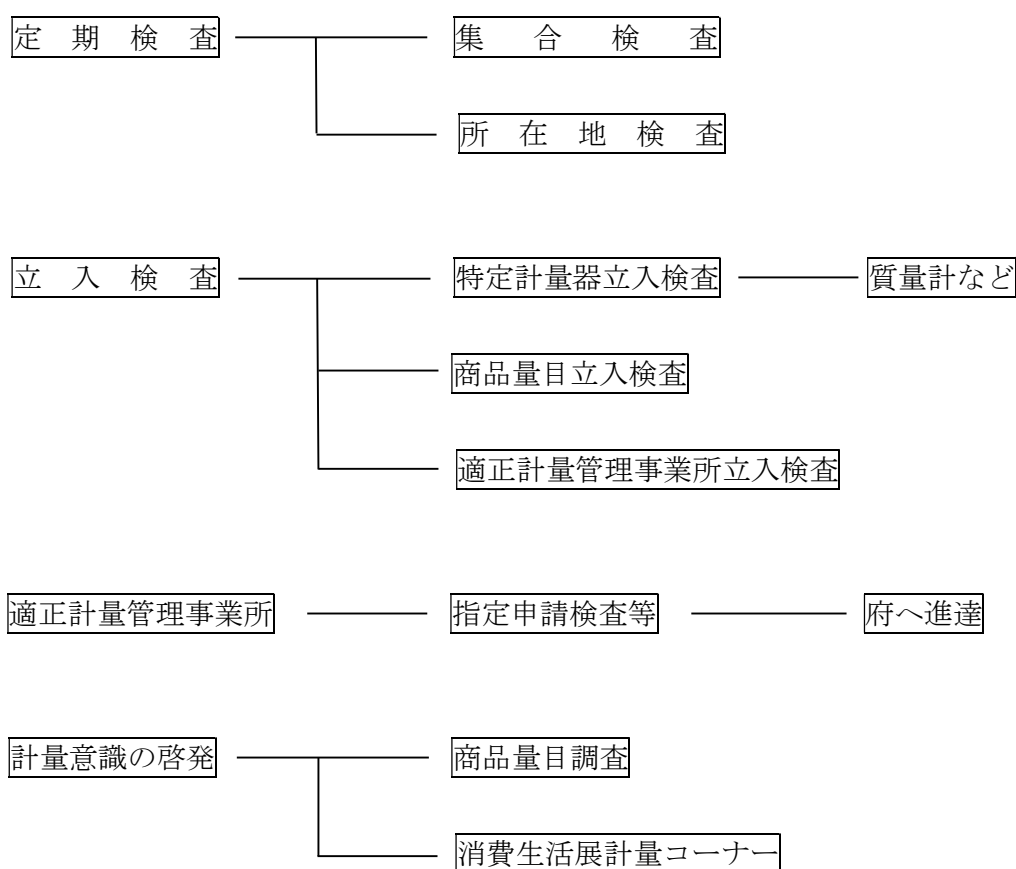 定期検査 集合検査
所在地検査
立入検査 特定計量器立入検査 質量計など
商品量目立入検査
適正計量管理事業所立入検査
適正計量管理事業所 指定申請検査等 府へ進達
計量意識の啓発 商品量目調査
消費生活展計量コーナー